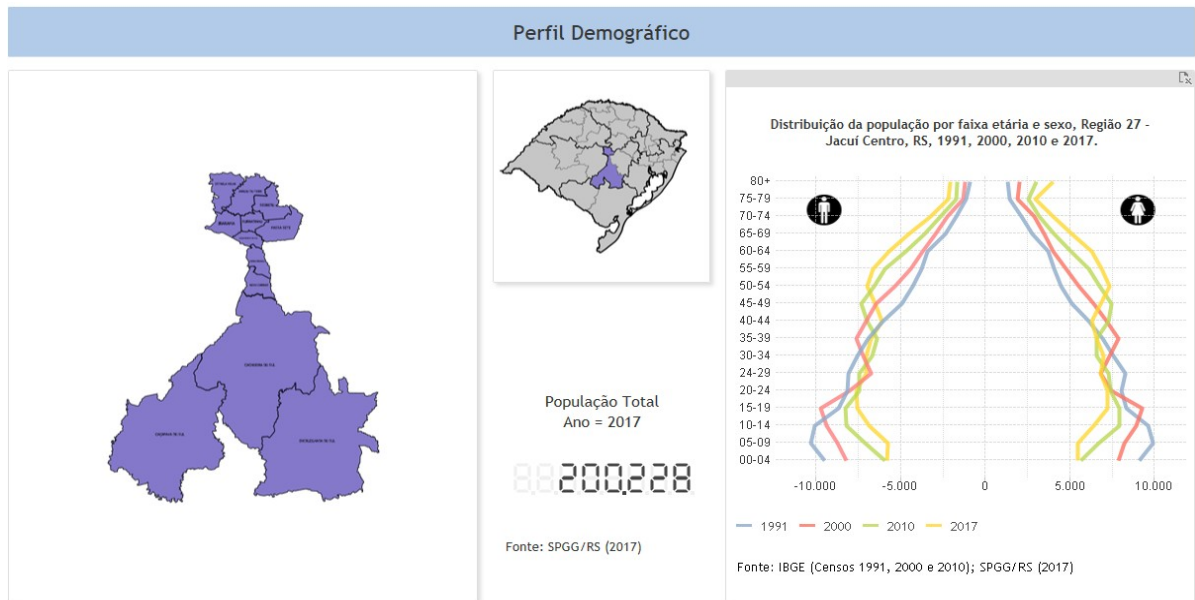 Perfil Demográfico
População Total
Ano = 2017
200.228
Fonte: SPGG/RS (2017)
Distribuição da população por faixa etária e sexo, Região 27 -
Jacuí Centro, RS, 1991, 2000, 2010 e 2017.
80+
75-79
70-74
65-69
60-64
55-59
50-54
45-49
40-44
35-39
30-34
24-29
20-24
15-19
10-14
05-09
00-04
-10.000 -5.000 0 5.000 10.000
1991 2000 2010 2017
Fonte: IBGE (Censos 1991, 2000 e 2010); SPGG/RS (2017)